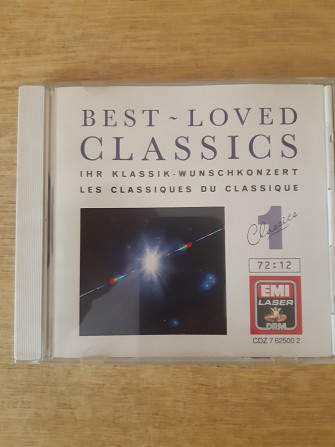 BEST ~ LOVED
CLASSICS
IHR KLASSIK-WUNSCHKONZERT
LES CLASSIQUES DU CLASSIQUE
Classics
1
72:12
EMI
LASER
DRM
CDZ 7 62500 2